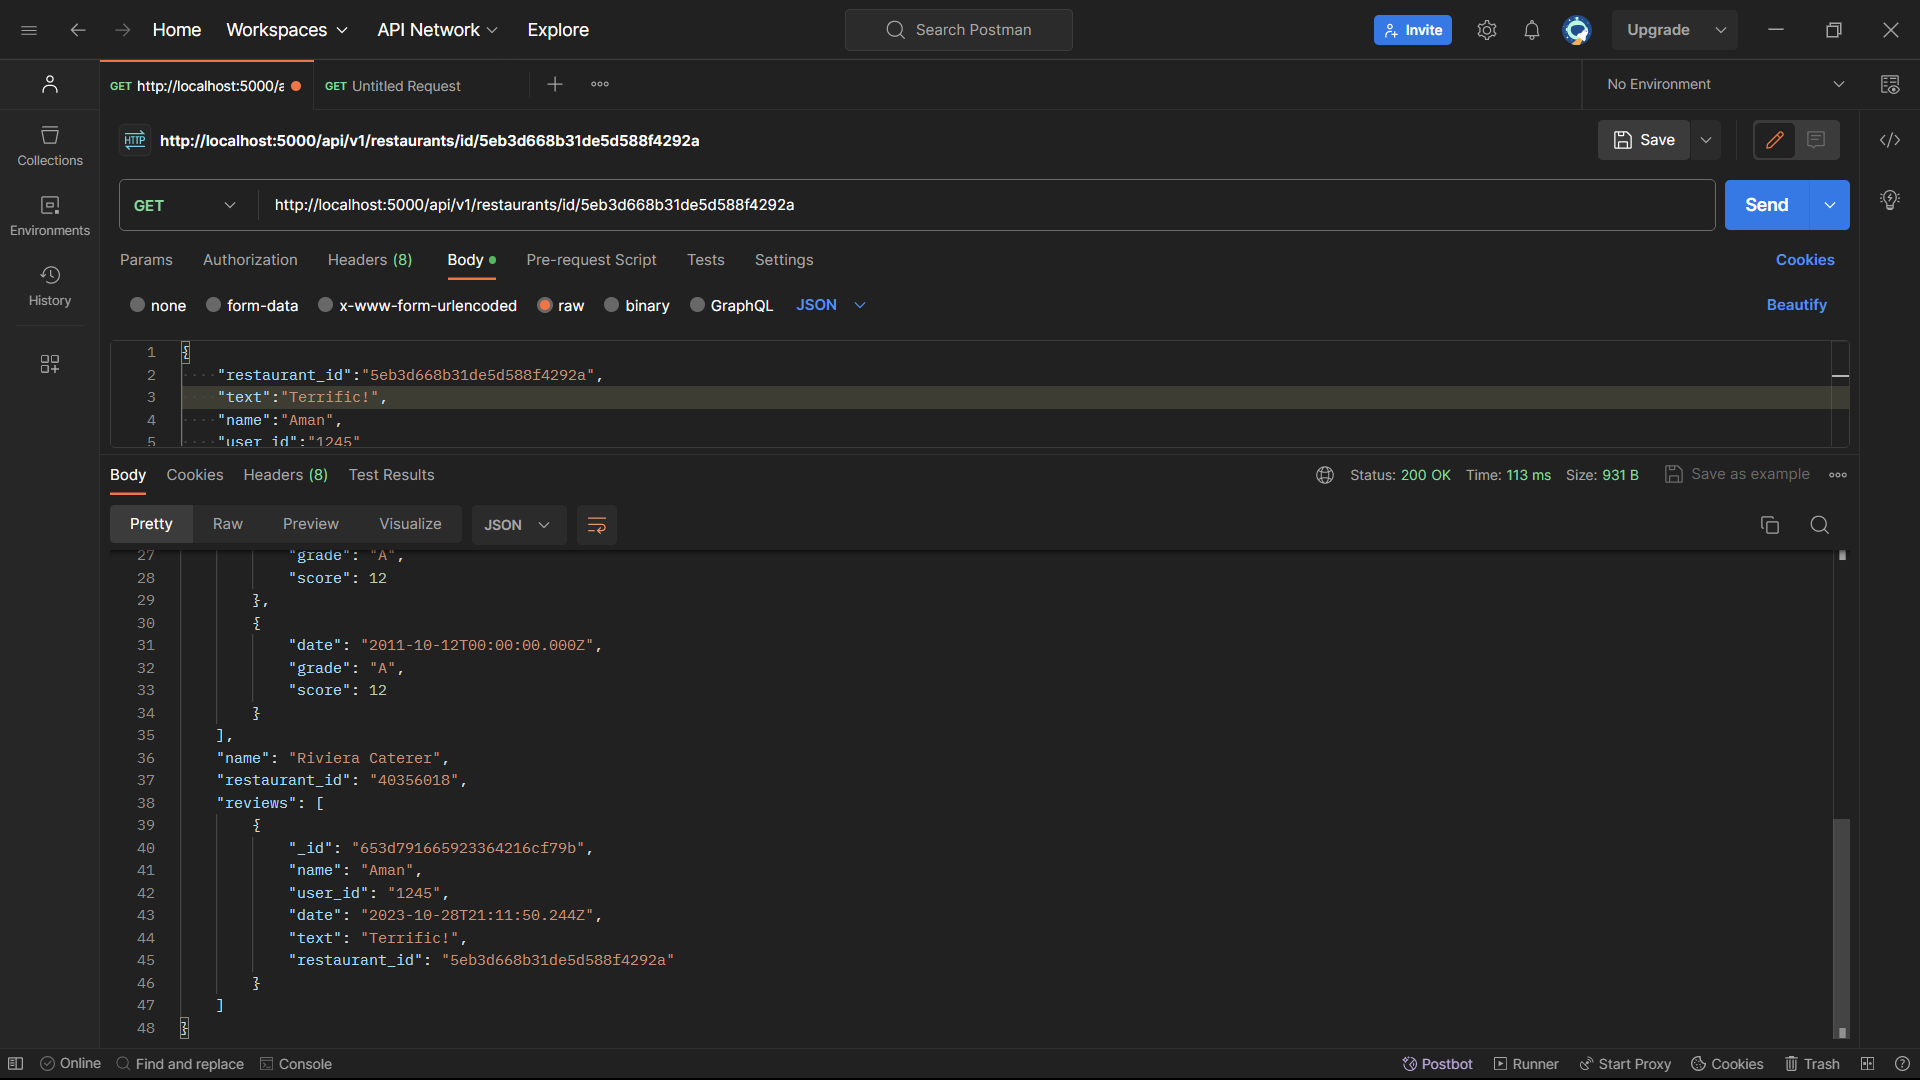 Home Workspaces API Network Explore Search Postman Invite Upgrade
GET http://localhost:5000/a GET Untitled Request No Environment
HTTP http://localhost:5000/api/v1/restaurants/id/5eb3d668b31de5d588f4292a Save
Collections
Environments
History
GET http://localhost:5000/api/v1/restaurants/id/5eb3d668b31de5d588f4292a Send
Params Authorization Headers (8) Body Pre-request Script Tests Settings Cookies
none form-data x-www-form-urlencoded raw binary GraphQL JSON Beautify
1 {
2 "restaurant_id":"5eb3d668b31de5d588f4292a",
3 "text":"Terrific!",
4 "name":"Aman",
5 "user_id":"1245"
Body Cookies Headers (8) Test Results Status: 200 OK Time: 113 ms Size: 931 B Save as example
Pretty Raw Preview Visualize JSON
27 "grade": "A",
28 "score": 12
29 },
30 {
31 "date": "2011-10-12T00:00:00.000Z",
32 "grade": "A",
33 "score": 12
34 }
35 ],
36 "name": "Riviera Caterer",
37 "restaurant_id": "40356018",
38 "reviews": [
39 {
40 "_id": "653d791665923364216cf79b",
41 "name": "Aman",
42 "user_id": "1245",
43 "date": "2023-10-28T21:11:50.244Z",
44 "text": "Terrific!",
45 "restaurant_id": "5eb3d668b31de5d588f4292a"
46 }
47 ]
48 }
Online Find and replace Console Postbot Runner Start Proxy Cookies Trash